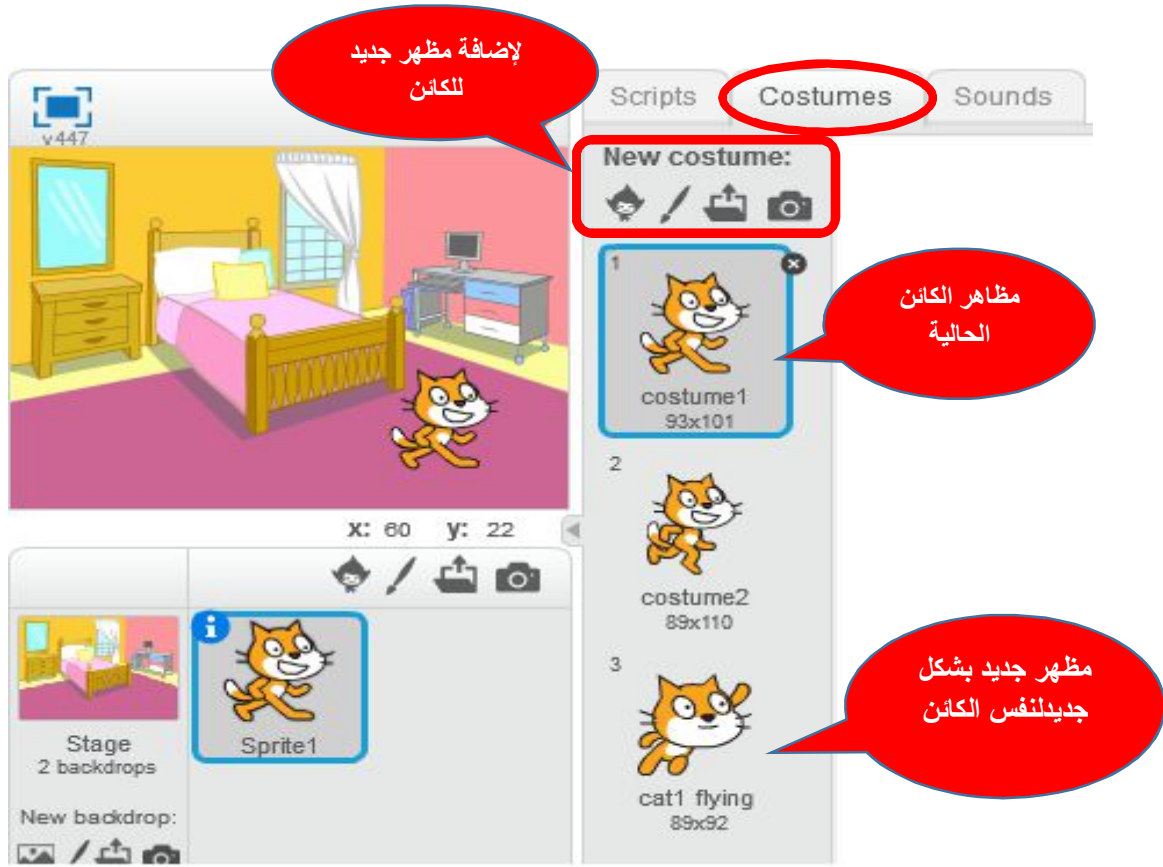 لإضافة مظهر جديد
للكائن
Scripts
Costumes
Sounds
v447
New costume:
1
مظاهر الكائن
الحالية
costume1
93x101
2
x: 60 y: 22
costume2
89x110
3
مظهر جديد بشكل
جديدلنفس الكائن
Stage
2 backdrops
Sprite1
New backdrop:
cat1 flying
89x92